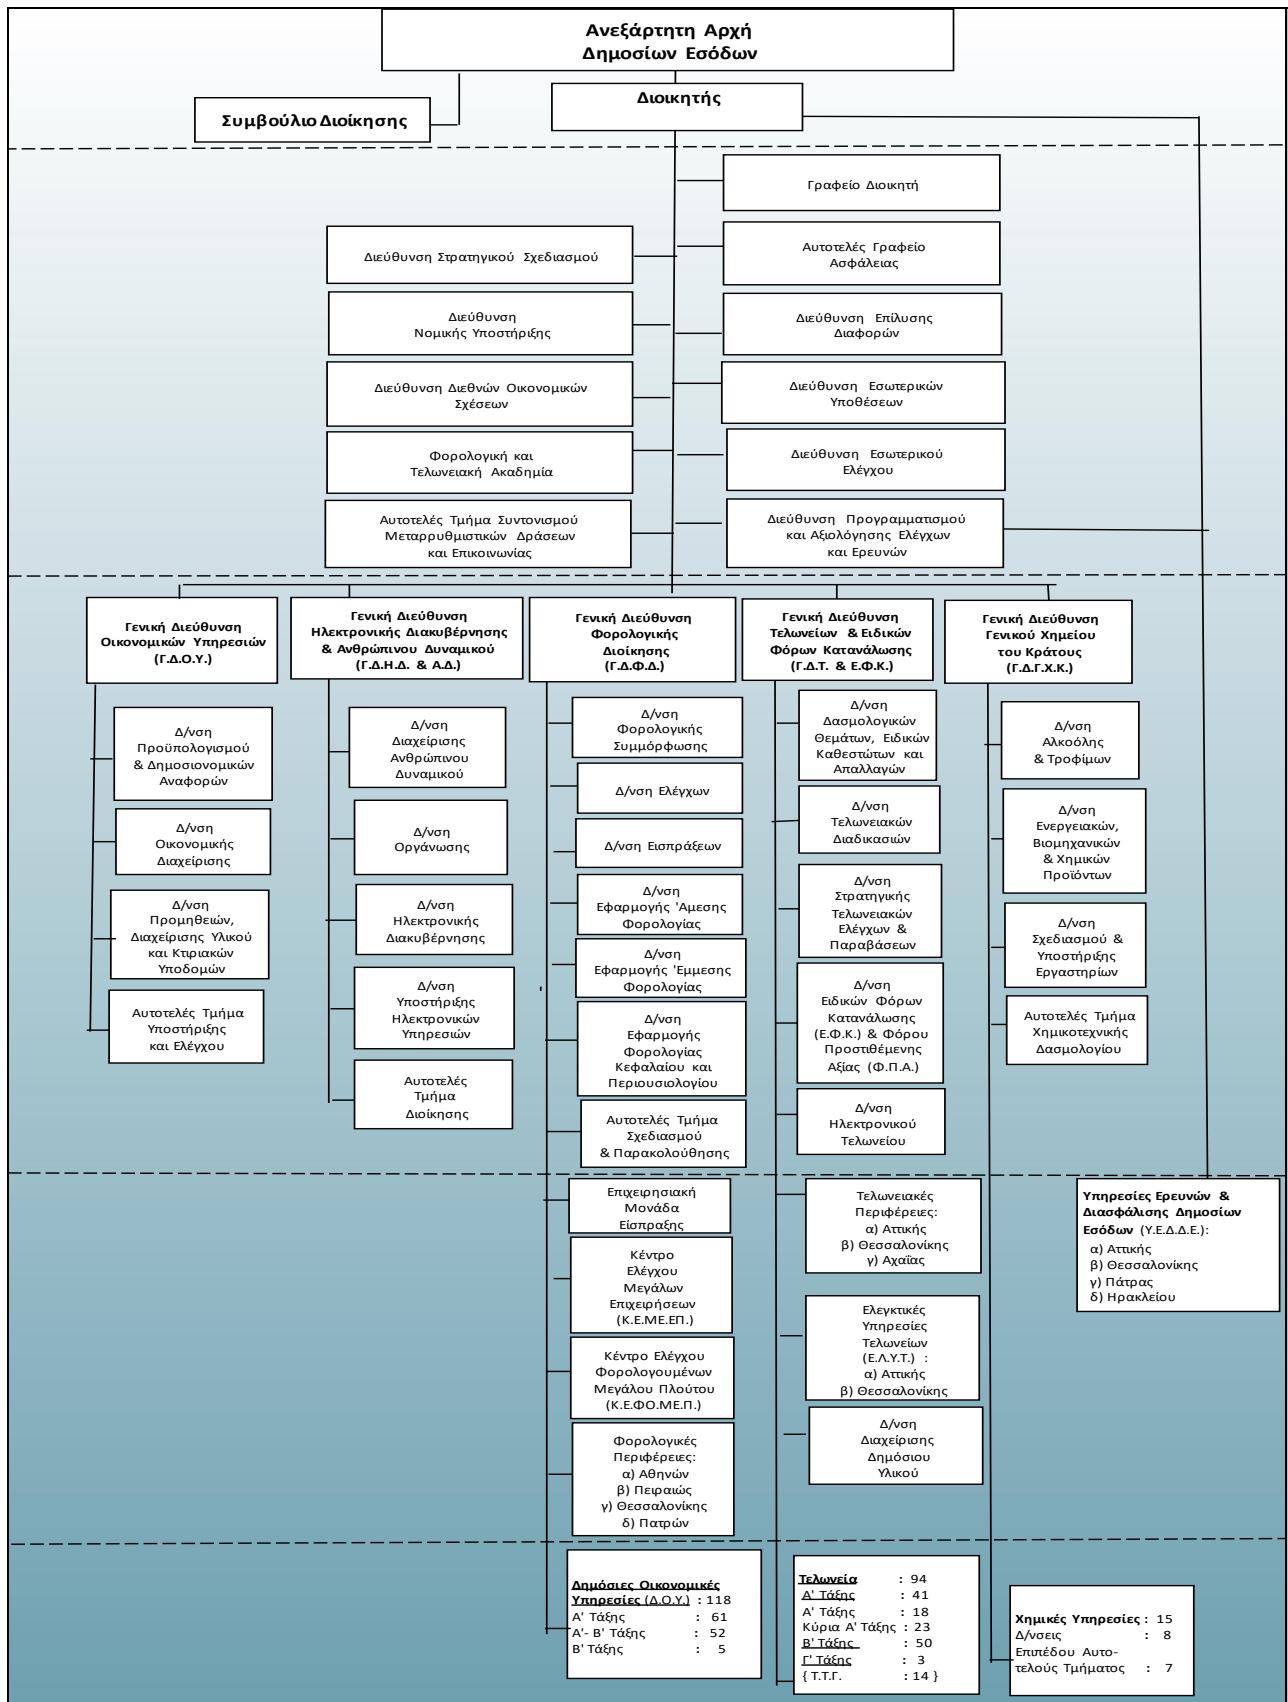 Ανεξάρτητη Αρχή
Δημοσίων Εσόδων
Διοικητής
Συμβούλιο Διοίκησης
Γραφείο Διοικητή
Αυτοτελές Γραφείο
Ασφάλειας
Διεύθυνση Στρατηγικού Σχεδιασμού
Διεύθυνση
Νομικής Υποστήριξης
Διεύθυνση Επίλυσης
Διαφορών
Διεύθυνση Διεθνών Οικονομικών
Σχέσεων
Διεύθυνση Εσωτερικών
Υποθέσεων
Φορολογική και
Τελωνειακή Ακαδημία
Διεύθυνση Εσωτερικού
Ελέγχου
Αυτοτελές Τμήμα Συντονισμού
Μεταρρυθμιστικών Δράσεων
και Επικοινωνίας
Διεύθυνση Προγραμματισμού
και Αξιολόγησης Ελέγχων
και Ερευνών
Γενική Διεύθυνση
Οικονομικών Υπηρεσιών
(Γ.Δ.Ο.Υ.)
Δ/νση
Προϋπολογισμού
& Δημοσιονομικών
Αναφορών
Δ/νση
Οικονομικής
Διαχείρισης
Δ/νση
Προμηθειών,
Διαχείρισης Υλικού
και Κτιριακών
Υποδομών
Αυτοτελές Τμήμα
Υποστήριξης
και Ελέγχου
Γενική Διεύθυνση
Ηλεκτρονικής Διακυβέρνησης
& Ανθρώπινου Δυναμικού
(Γ.Δ.Η.Δ. & Α.Δ.)
Δ/νση
Διαχείρισης
Ανθρώπινου
Δυναμικού
Δ/νση
Οργάνωσης
Δ/νση
Ηλεκτρονικής
Διακυβέρνησης
Δ/νση
Υποστήριξης
Ηλεκτρονικών
Υπηρεσιών
Αυτοτελές
Τμήμα
Διοίκησης
Γενική Διεύθυνση
Φορολογικής
Διοίκησης
(Γ.Δ.Φ.Δ.)
Δ/νση
Φορολογικής
Συμμόρφωσης
Δ/νση Ελέγχων
Δ/νση Εισπράξεων
Δ/νση
Εφαρμογής 'Αμεσης
Φορολογίας
Δ/νση
Εφαρμογής 'Εμμεσης
Φορολογίας
Δ/νση
Εφαρμογής
Φορολογίας
Κεφαλαίου και
Περιουσιολογίου
Αυτοτελές Τμήμα
Σχεδιασμού
& Παρακολούθησης
Επιχειρησιακή
Μονάδα
Είσπραξης
Κέντρο
Ελέγχου
Μεγάλων
Επιχειρήσεων
(Κ.Ε.ΜΕ.ΕΠ.)
Κέντρο Ελέγχου
Φορολογουμένων
Μεγάλου Πλούτου
(Κ.Ε.ΦΟ.ΜΕ.Π.)
Φορολογικές
Περιφέρειες:
α) Αθηνών
β) Πειραιώς
γ) Θεσσαλονίκης
δ) Πατρών
Δημόσιες Οικονομικές
Υπηρεσίες (Δ.Ο.Υ.) : 118
Α' Τάξης : 61
Α'- Β' Τάξης : 52
Β' Τάξης : 5
Γενική Διεύθυνση
Τελωνείων & Ειδικών
Φόρων Κατανάλωσης
(Γ.Δ.Τ. & Ε.Φ.Κ.)
Δ/νση
Δασμολογικών
Θεμάτων, Ειδικών
Καθεστώτων και
Απαλλαγών
Δ/νση
Τελωνειακών
Διαδικασιών
Δ/νση
Στρατηγικής
Τελωνειακών
Ελέγχων &
Παραβάσεων
Δ/νση
Ειδικών Φόρων
Κατανάλωσης
(Ε.Φ.Κ.) & Φόρου
Προστιθέμενης
Αξίας (Φ.Π.Α.)
Δ/νση
Ηλεκτρονικού
Τελωνείου
Τελωνειακές
Περιφέρειες:
α) Αττικής
β) Θεσσαλονίκης
γ) Αχαΐας
Ελεγκτικές
Υπηρεσίες
Τελωνείων
(Ε.Λ.Υ.Τ.) :
α) Αττικής
β) Θεσσαλονίκης
Δ/νση
Διαχείρισης
Δημόσιου
Υλικού
Τελωνεία : 94
Α' Τάξης : 41
Α' Τάξης : 18
Κύρια Α' Τάξης : 23
Β' Τάξης : 50
Γ' Τάξης : 3
{ Τ.Τ.Γ. : 14 }
Γενική Διεύθυνση
Γενικού Χημείου
του Κράτους
(Γ.Δ.Γ.Χ.Κ.)
Δ/νση
Αλκοόλης
& Τροφίμων
Δ/νση
Ενεργειακών,
Βιομηχανικών
& Χημικών
Προϊόντων
Δ/νση
Σχεδιασμού &
Υποστήριξης
Εργαστηρίων
Αυτοτελές Τμήμα
Χημικοτεχνικής
Δασμολογίου
Υπηρεσίες Ερευνών &
Διασφάλισης Δημοσίων
Εσόδων (Υ.Ε.Δ.Δ.Ε.):
α) Αττικής
β) Θεσσαλονίκης
γ) Πάτρας
δ) Ηρακλείου
Χημικές Υπηρεσίες : 15
Δ/νσεις : 8
Επιπέδου Αυτο-
τελούς Τμήματος : 7